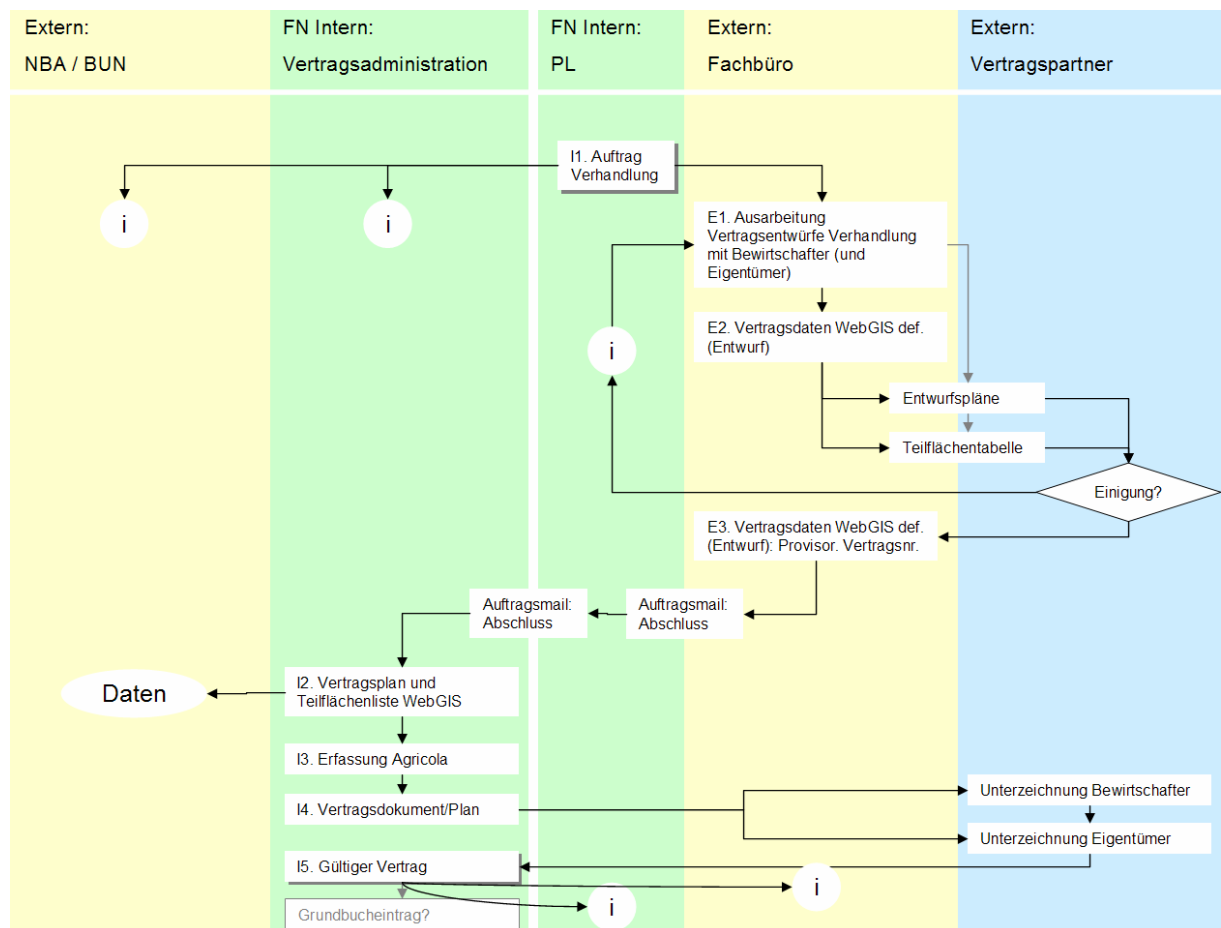 Extern:
NBA / BUN
FN Intern:
Vertragsadministration
FN Intern:
PL
Extern:
Fachbüro
Extern:
Vertragspartner
I1. Auftrag
Verhandlung
i
i
E1. Ausarbeitung
Vertragsentwürfe Verhandlung
mit Bewirtschafter (und
Eigentümer)
E2. Vertragsdaten WebGIS def.
(Entwurf)
i
Entwurfspläne
Teilflächentabelle
Einigung?
E3. Vertragsdaten WebGIS def.
(Entwurf): Provisor. Vertragsnr.
Auftragsmail:
Abschluss
Auftragsmail:
Abschluss
Daten
I2. Vertragsplan und
Teilflächenliste WebGIS
I3. Erfassung Agricola
I4. Vertragsdokument/Plan
Unterzeichnung Bewirtschafter
Unterzeichnung Eigentümer
I5. Gültiger Vertrag
i
i
Grundbucheintrag?